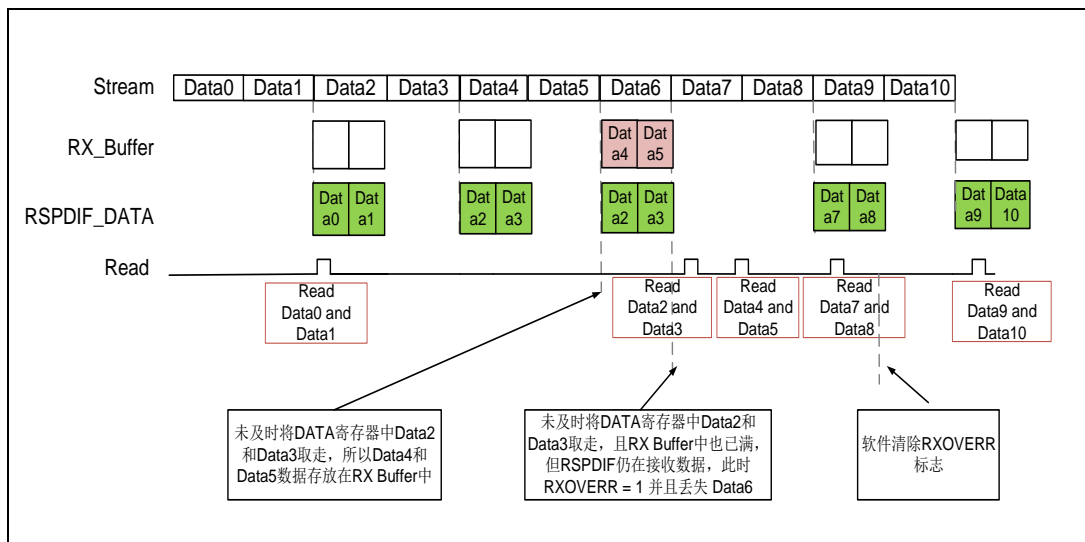 Stream Data0 Data1 Data2 Data3 Data4 Data5 Data6 Data7 Data8 Data9 Data10
RX_Buffer
Dat
a4
Dat
a5
RSPDIF_DATA
Dat
a0
Dat
a1
Dat
a2
Dat
a3
Dat
a2
Dat
a3
Dat
a7
Dat
a8
Dat
a9
Data
10
Read
Read
Data0 and
Data1
Read
Data2 and
Data3
Read
Data4 and
Data5
Read
Data7 and
Data8
Read
Data9 and
Data10
未及时将DATA寄存器中Data2
和Data3取走，所以Data4和
Data5数据存放在RX Buffer中
未及时将DATA寄存器中Data2和
Data3取走，且RX Buffer中也已满，
但RSPDIF仍在接收数据，此时
RXOVERR = 1 并且丢失 Data6
软件清除RXOVERR
标志